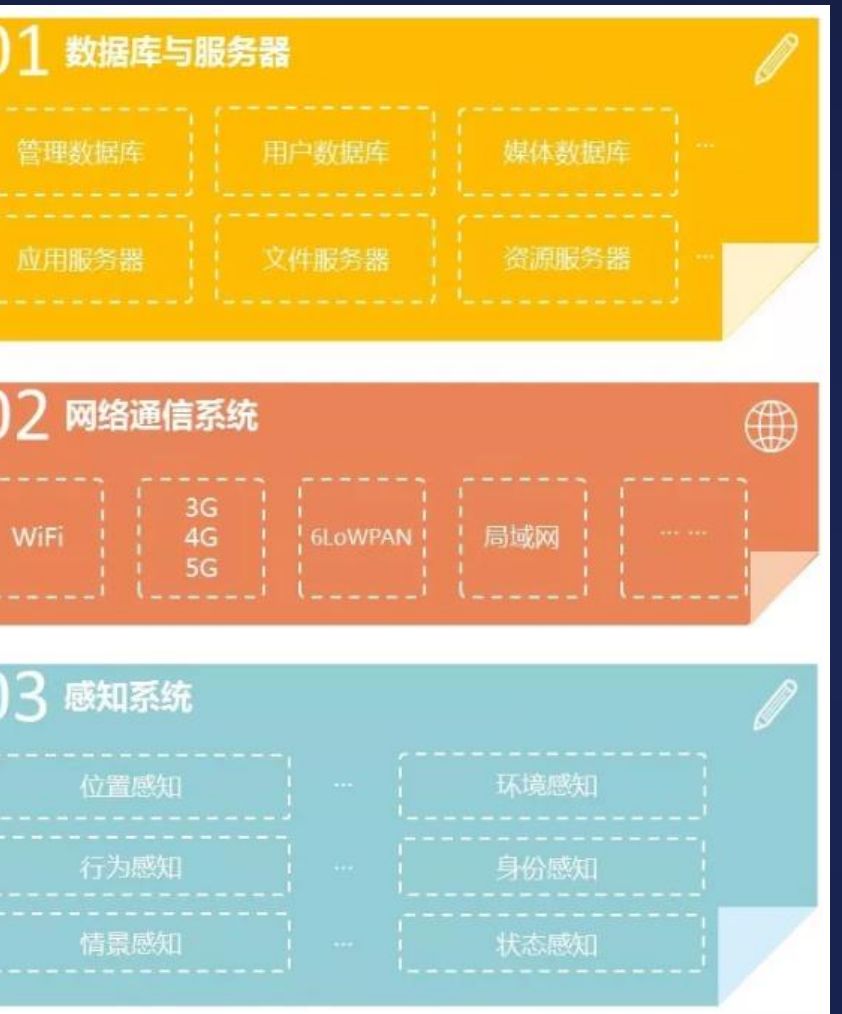 01 数据库与服务器
管理数据库 用户数据库 媒体数据库 ...
应用服务器 文件服务器 资源服务器 ...
02 网络通信系统
WiFi 3G 6LoWPAN 局域网 ... ...
4G
5G
03 感知系统
位置感知 ... 环境感知
行为感知 ... 身份感知
情景感知 ... 状态感知